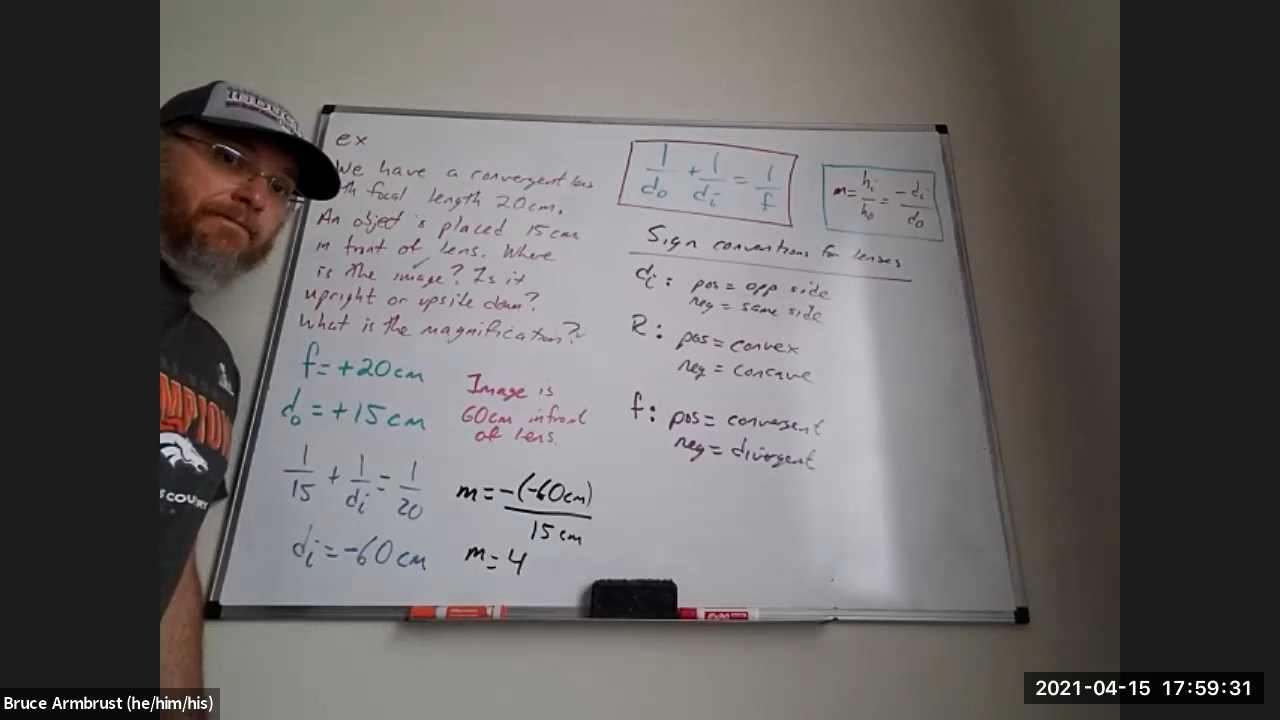 ex
We have a convergent lens
th focal length 20cm.
An object is placed 15cm
in front of lens. Where
is the image? Is it
upright or upside down?
What is the magnification?
f=+20cm
do=+15cm
1/15 + 1/di = 1/20
di=-60cm
Image is
60cm infront
of lens.
m=-(-60cm)/15cm
m=4
1/do + 1/di = 1/f
m=hi/ho=-di/do
Sign conventions for lenses
di: pos = opp side
neg = same side
R: pos = convex
neg = concave
f: pos = convergent
neg = divergent
MPION
COUNTRY
Bruce Armbrust (he/him/his)
2021-04-15 17:59:31